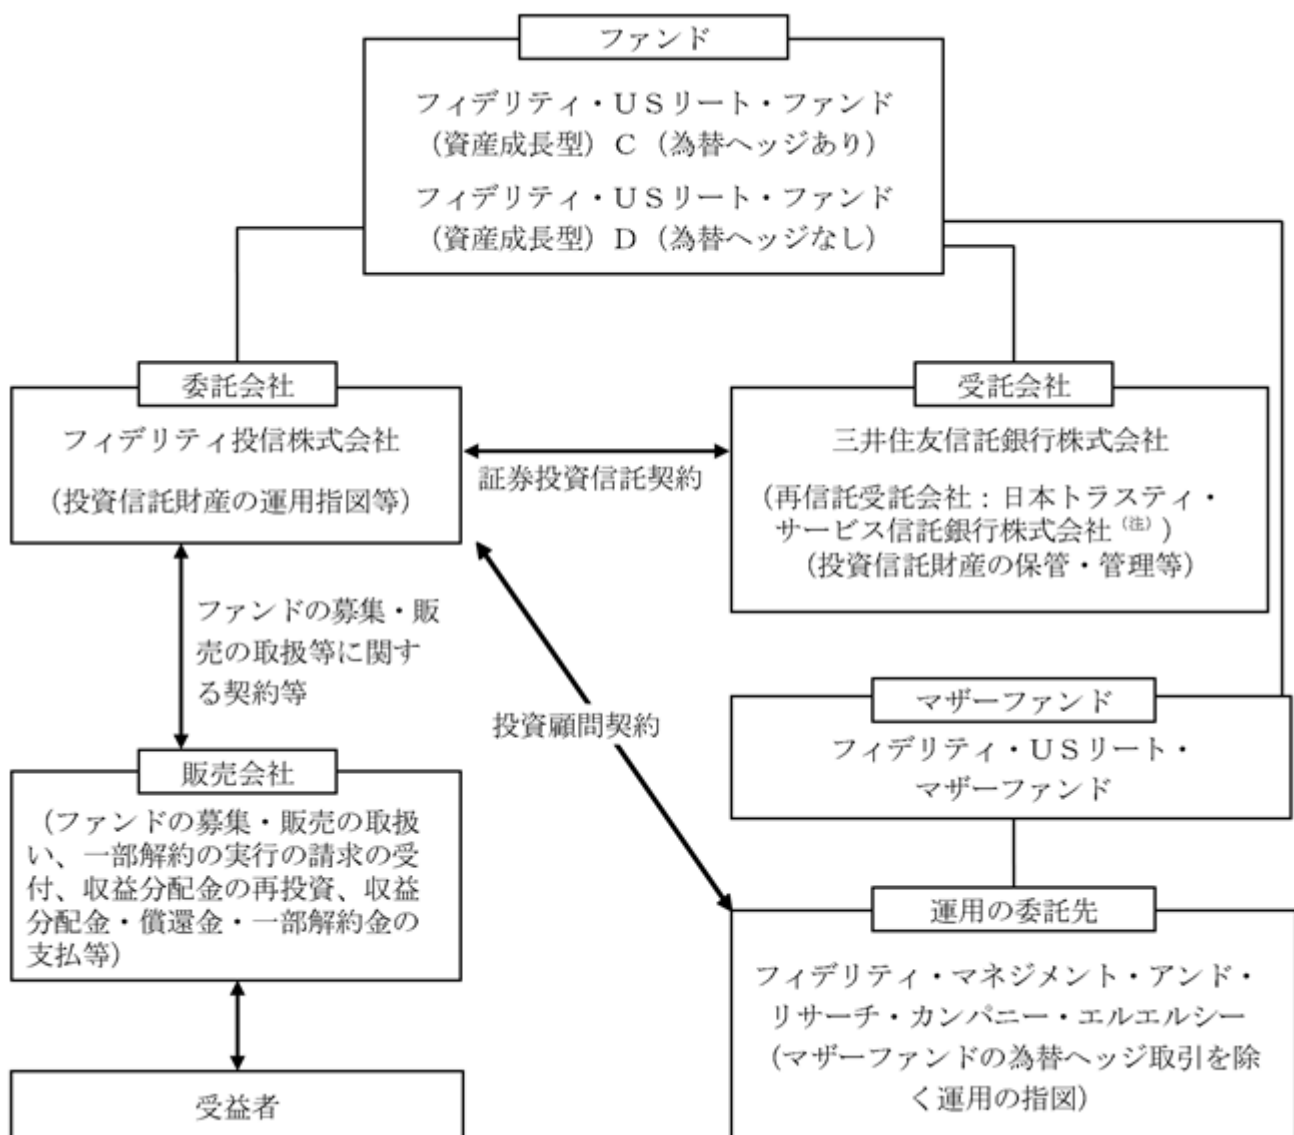 ファンド
フィデリティ・ＵＳリート・ファンド
（資産成長型）Ｃ（為替ヘッジあり）
フィデリティ・ＵＳリート・ファンド
（資産成長型）Ｄ（為替ヘッジなし）
委託会社
フィデリティ投信株式会社
（投資信託財産の運用指図等）
証券投資信託契約
受託会社
三井住友信託銀行株式会社
（再信託受託会社：日本トラスティ・
サービス信託銀行株式会社（注））
（投資信託財産の保管・管理等）
ファンドの募集・販
売の取扱等に関す
る契約等
投資顧問契約
マザーファンド
フィデリティ・ＵＳリート・
マザーファンド
販売会社
（ファンドの募集・販売の取扱
い、一部解約の実行の請求の受
付、収益分配金の再投資、収益
分配金・償還金・一部解約金の
支払等）
運用の委託先
フィデリティ・マネジメント・アンド・
リサーチ・カンパニー・エルエルシー
（マザーファンドの為替ヘッジ取引を除
く運用の指図）
受益者